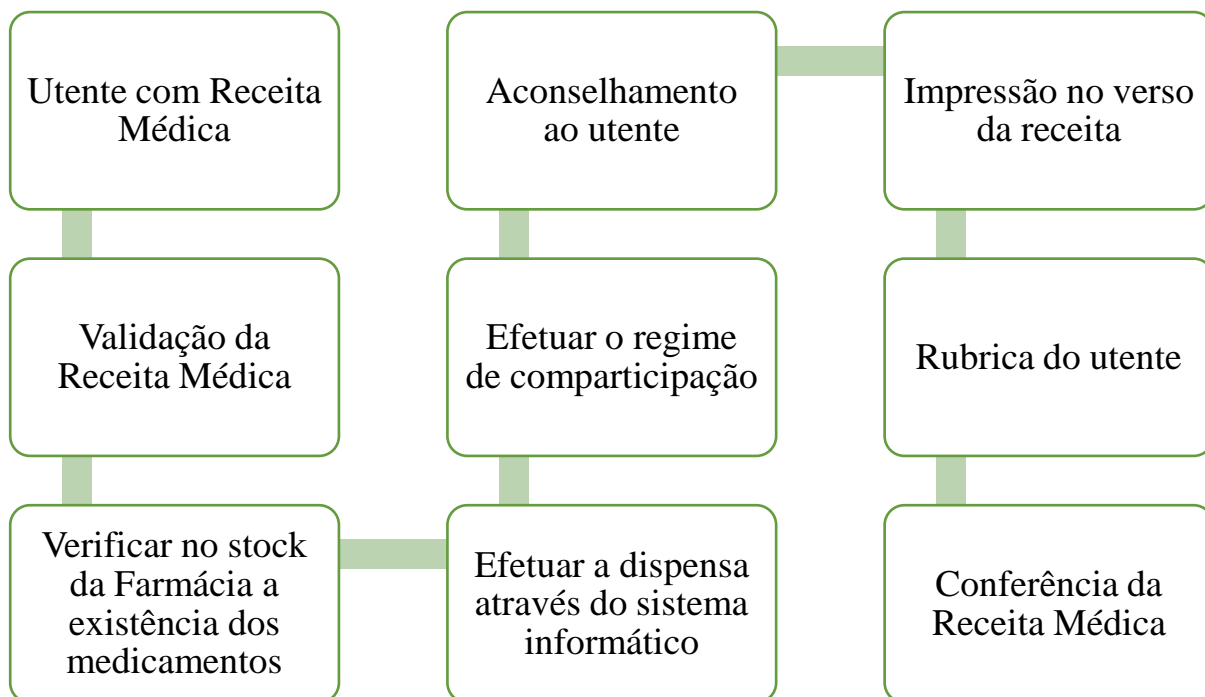 Utente com Receita
Médica
Validação da
Receita Médica
Verificar no stock
da Farmácia a
existência dos
medicamentos
Efetuar a dispensa
através do sistema
informático
Efetuar o regime
de comparticipação
Aconselhamento
ao utente
Impressão no verso
da receita
Rubrica do utente
Conferência da
Receita Médica